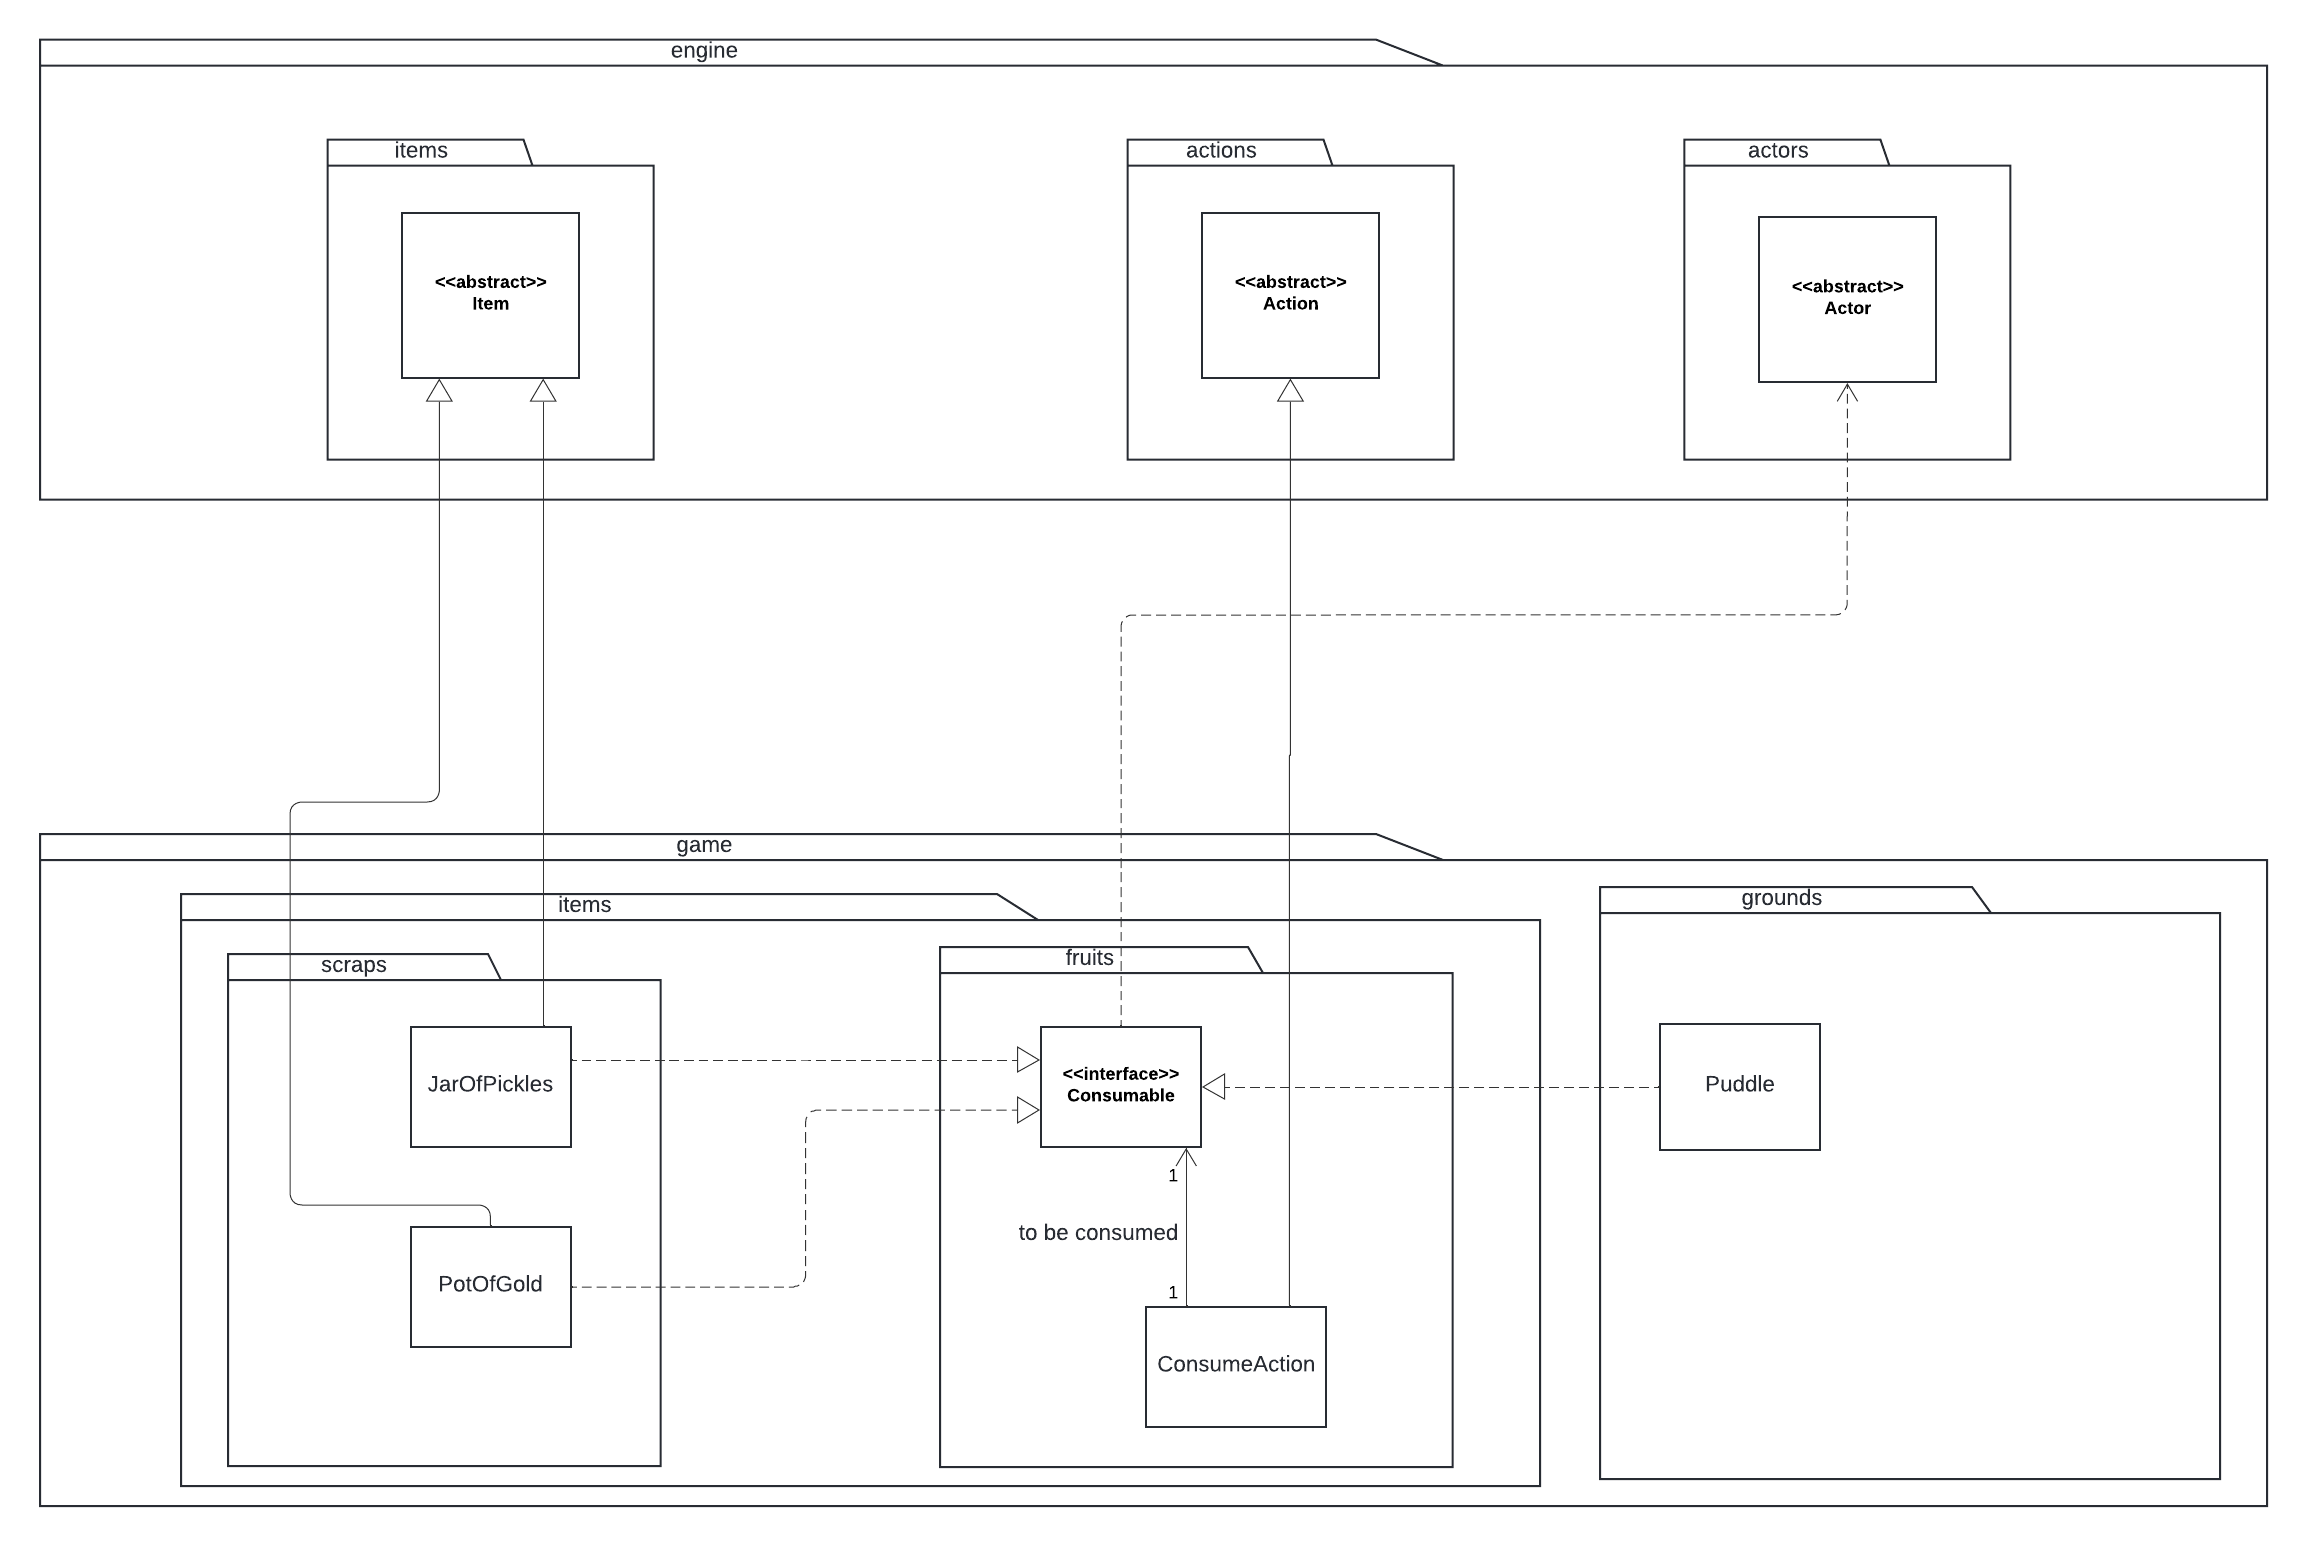 engine
items
actions
actors
<<abstract>>
Item
<<abstract>>
Action
<<abstract>>
Actor
game
items
grounds
scraps
fruits
JarOfPickles
<<interface>>
Consumable
Puddle
1
to be consumed
1
PotOfGold
ConsumeAction